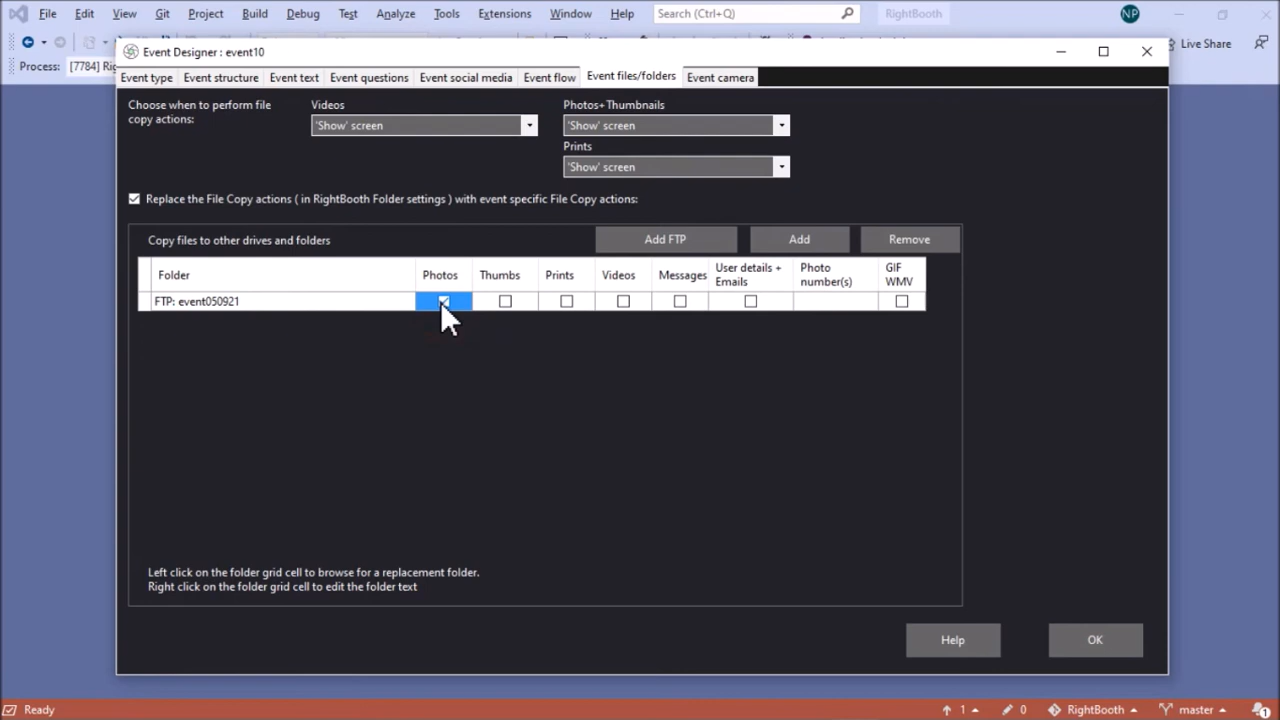 File Edit View Git Project Build Debug Test Analyze Tools Extensions Window Help Search (Ctrl+Q) RightBooth NP
Live Share
Process: [7784] Rig
Event Designer : event10
Event type Event structure Event text Event questions Event social media Event flow Event files/folders Event camera
Choose when to perform file
copy actions:
Videos
'Show' screen
Photos+Thumbnails
'Show' screen
Prints
'Show' screen
Replace the File Copy actions ( in RightBooth Folder settings ) with event specific File Copy actions:
Copy files to other drives and folders Add FTP Add Remove
Folder Photos Thumbs Prints Videos Messages User details +
Emails Photo
number(s) GIF
WMV
FTP: event050921
Left click on the folder grid cell to browse for a replacement folder.
Right click on the folder grid cell to edit the folder text
Help OK
Ready 1 0 RightBooth master 1